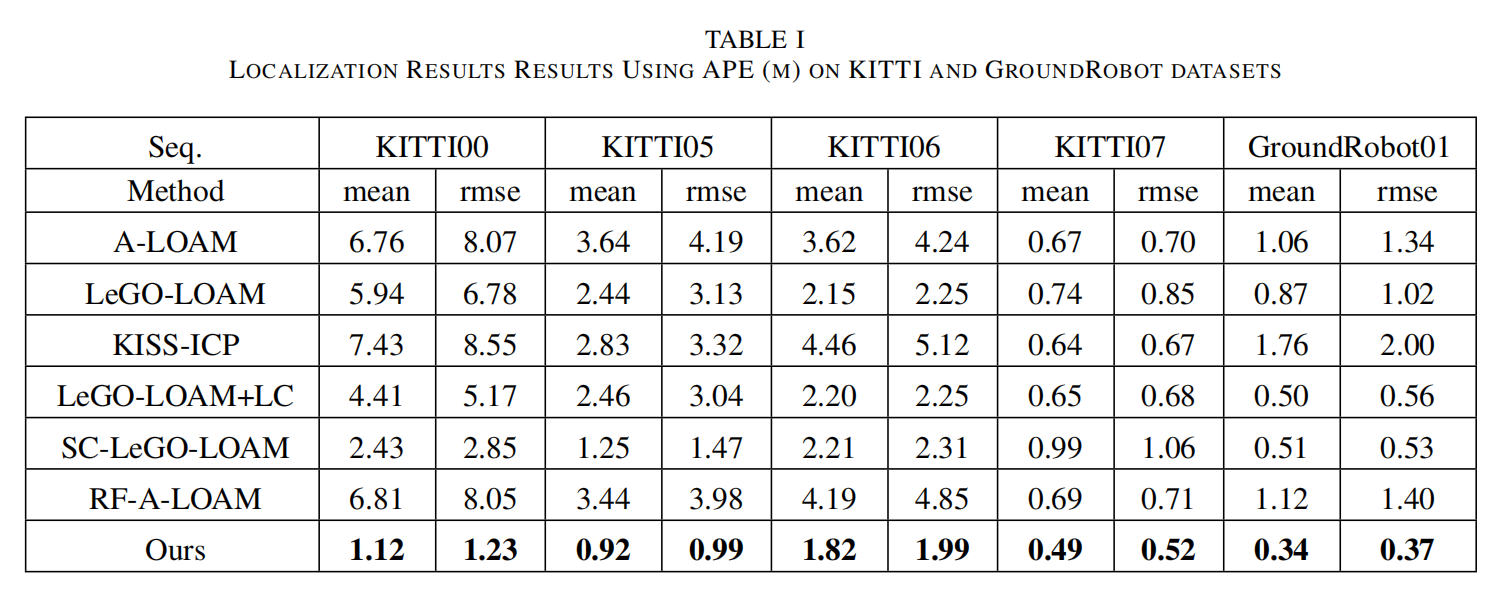 TABLE I
LOCALIZATION RESULTS RESULTS USING APE (M) ON KITTI AND GROUNDROBOT DATASETS
Seq. KITTI00 KITTI05 KITTI06 KITTI07 GroundRobot01
Method mean rmse mean rmse mean rmse mean rmse mean rmse
A-LOAM 6.76 8.07 3.64 4.19 3.62 4.24 0.67 0.70 1.06 1.34
LeGO-LOAM 5.94 6.78 2.44 3.13 2.15 2.25 0.74 0.85 0.87 1.02
KISS-ICP 7.43 8.55 2.83 3.32 4.46 5.12 0.64 0.67 1.76 2.00
LeGO-LOAM+LC 4.41 5.17 2.46 3.04 2.20 2.25 0.65 0.68 0.50 0.56
SC-LeGO-LOAM 2.43 2.85 1.25 1.47 2.21 2.31 0.99 1.06 0.51 0.53
RF-A-LOAM 6.81 8.05 3.44 3.98 4.19 4.85 0.69 0.71 1.12 1.40
Ours 1.12 1.23 0.92 0.99 1.82 1.99 0.49 0.52 0.34 0.37